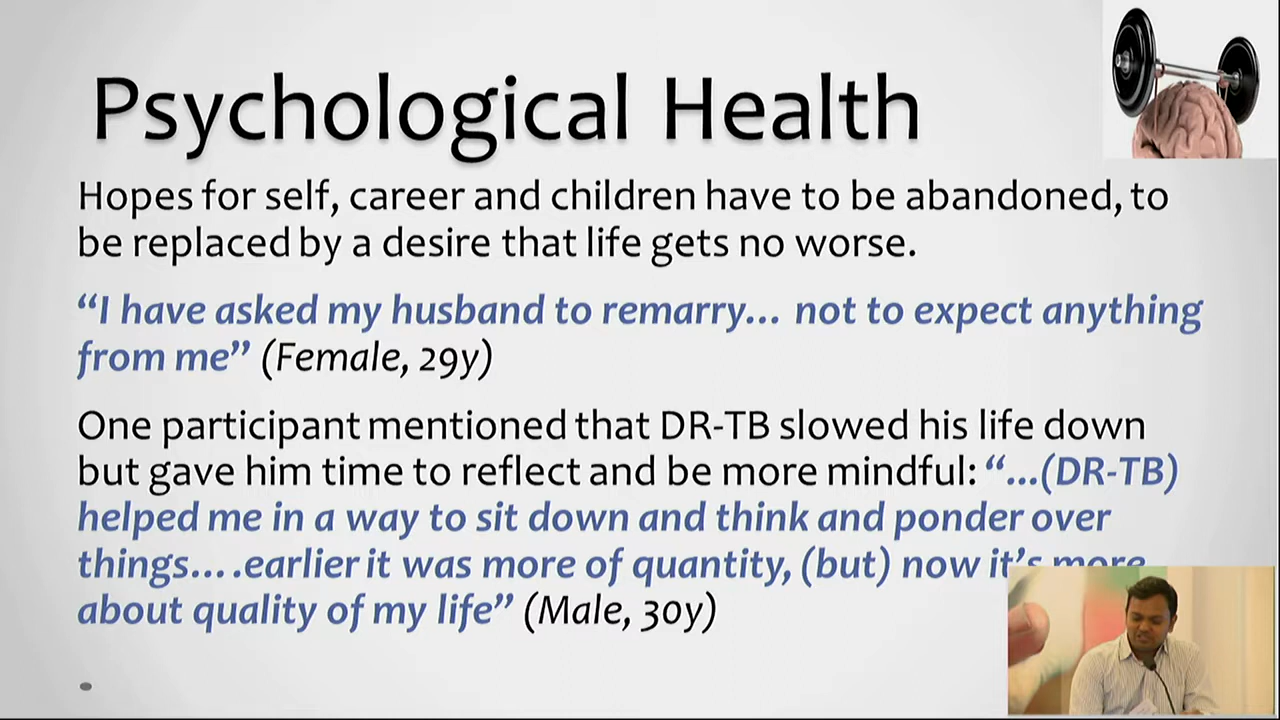 Psychological Health
Hopes for self, career and children have to be abandoned, to
be replaced by a desire that life gets no worse.
“I have asked my husband to remarry… not to expect anything
from me” (Female, 29y)
One participant mentioned that DR-TB slowed his life down
but gave him time to reflect and be more mindful: “…(DR-TB)
helped me in a way to sit down and think and ponder over
things….earlier it was more of quantity, (but) now it’s more
about quality of my life” (Male, 30y)